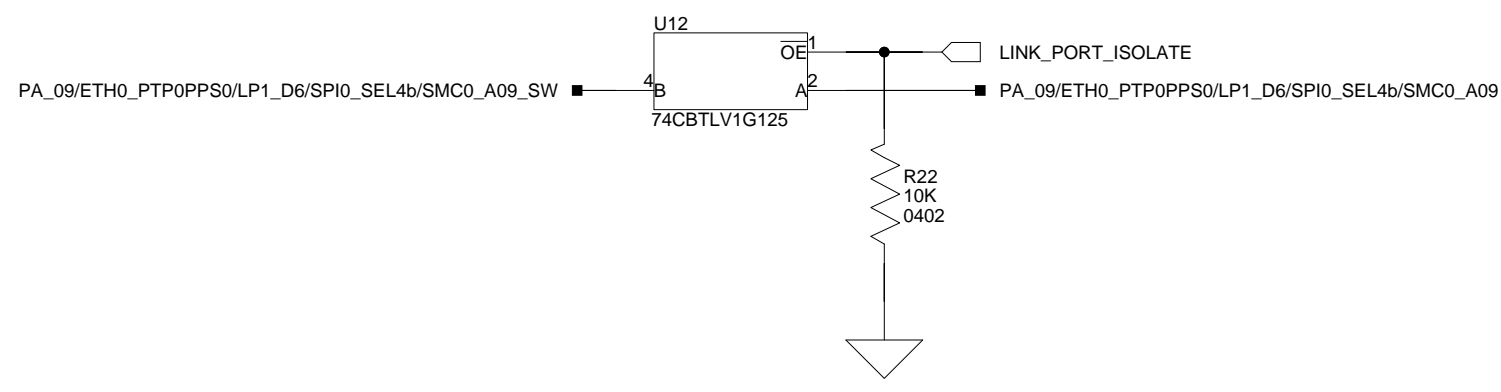 U12
OE 1
LINK_PORT_ISOLATE
PA_09/ETH0_PTP0PPS0/LP1_D6/SPI0_SEL4b/SMC0_A09_SW
4 B
A 2
PA_09/ETH0_PTP0PPS0/LP1_D6/SPI0_SEL4b/SMC0_A09
74CBTLV1G125
R22
10K
0402